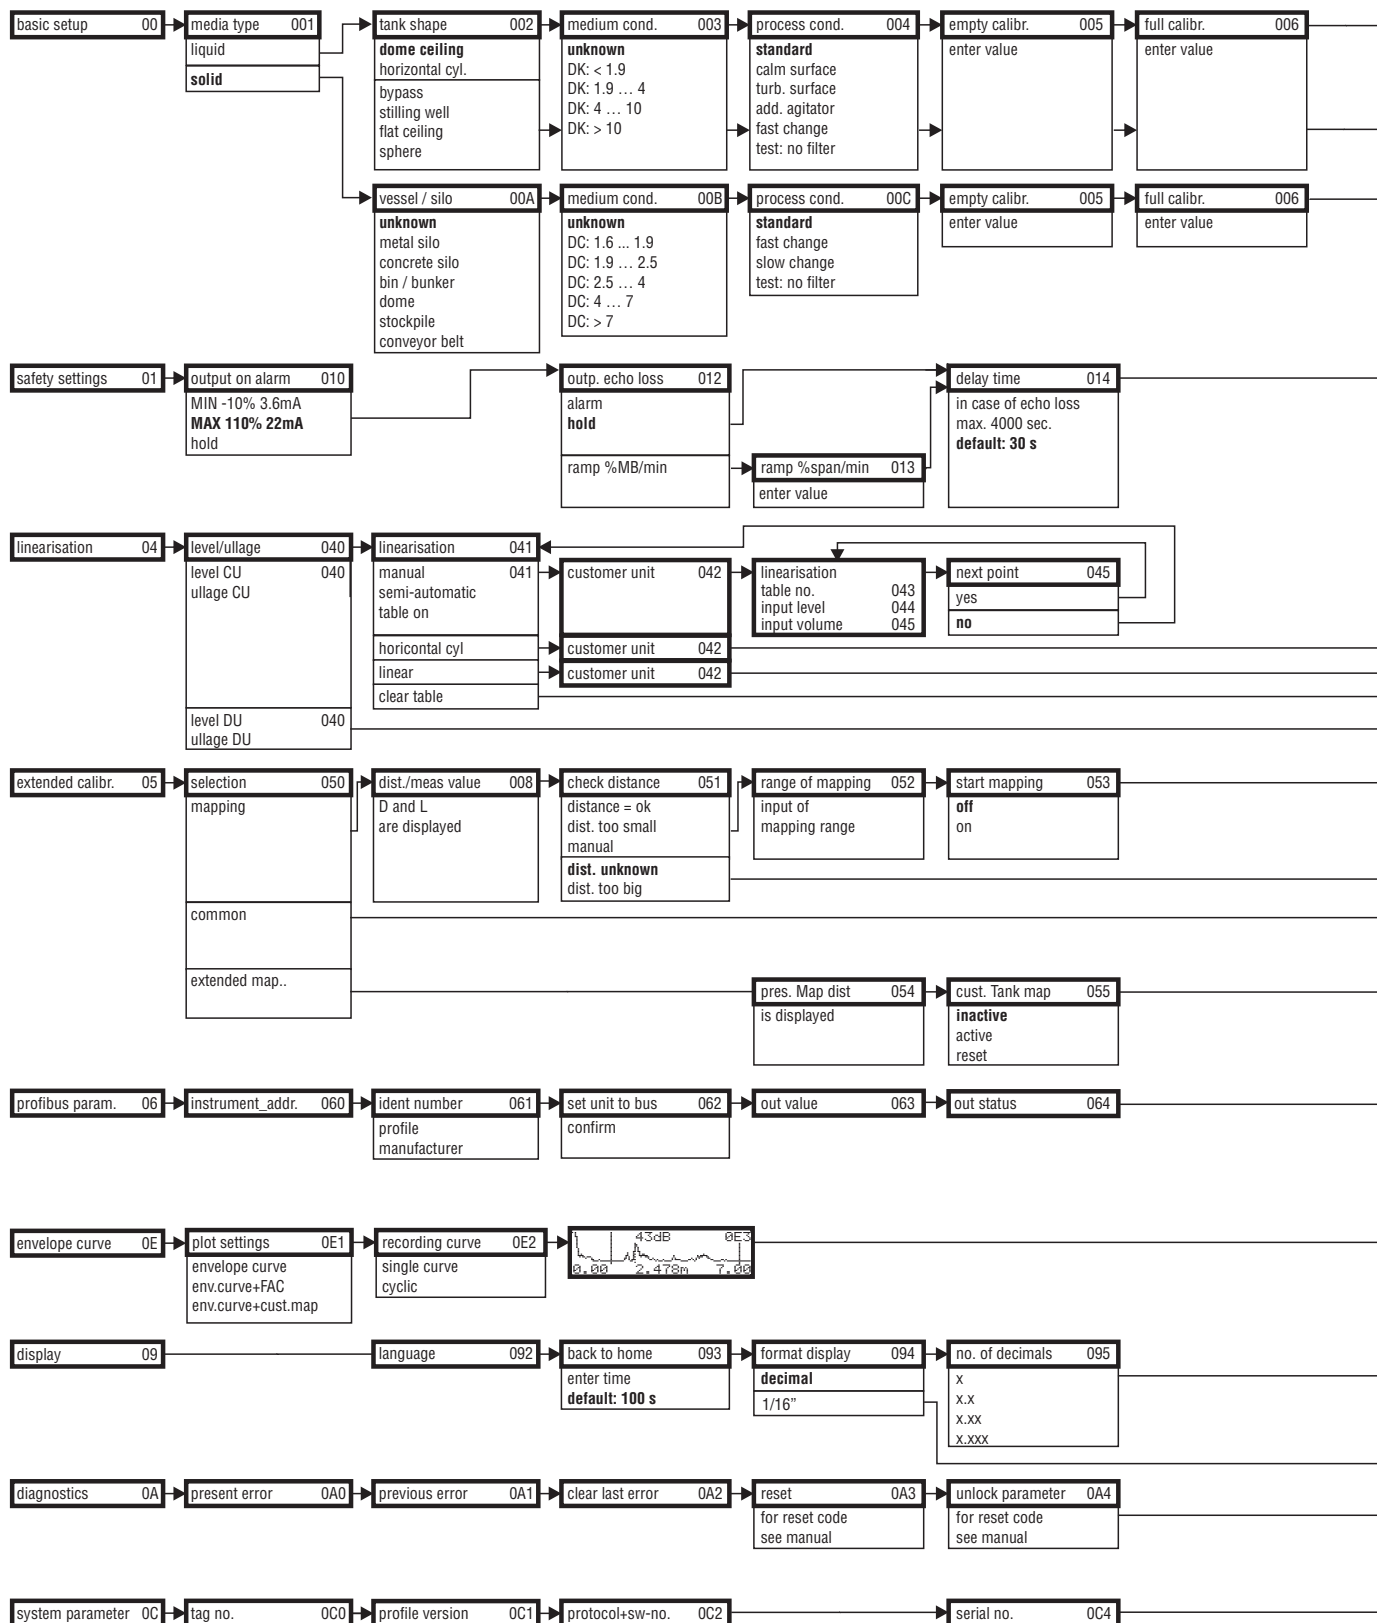 basic setup 00
media type 001
liquid
solid
tank shape 002
dome ceiling
horizontal cyl.
bypass
stilling well
flat ceiling
sphere
medium cond. 003
unknown
DK: < 1.9
DK: 1.9 … 4
DK: 4 … 10
DK: > 10
process cond. 004
standard
calm surface
turb. surface
add. agitator
fast change
test: no filter
empty calibr. 005
enter value
full calibr. 006
enter value
vessel / silo 00A
unknown
metal silo
concrete silo
bin / bunker
dome
stockpile
conveyor belt
medium cond. 00B
unknown
DC: 1.6 ... 1.9
DC: 1.9 … 2.5
DC: 2.5 … 4
DC: 4 … 7
DC: > 7
process cond. 00C
standard
fast change
slow change
test: no filter
empty calibr. 005
enter value
full calibr. 006
enter value
safety settings 01
output on alarm 010
MIN -10% 3.6mA
MAX 110% 22mA
hold
outp. echo loss 012
alarm
hold
ramp %MB/min
ramp %span/min 013
enter value
delay time 014
in case of echo loss
max. 4000 sec.
default: 30 s
linearisation 04
level/ullage 040
level CU 040
ullage CU
level DU 040
ullage DU
linearisation 041
manual 041
semi-automatic
table on
horicontal cyl
linear
clear table
customer unit 042
customer unit 042
customer unit 042
linearisation
table no. 043
input level 044
input volume 045
next point 045
yes
no
extended calibr. 05
selection 050
mapping
common
extended map..
dist./meas value 008
D and L
are displayed
check distance 051
distance = ok
dist. too small
manual
dist. unknown
dist. too big
range of mapping 052
input of
mapping range
start mapping 053
off
on
pres. Map dist 054
is displayed
cust. Tank map 055
inactive
active
reset
profibus param. 06
instrument_addr. 060
ident number 061
profile
manufacturer
set unit to bus 062
confirm
out value 063
out status 064
envelope curve 0E
plot settings 0E1
envelope curve
env.curve+FAC
env.curve+cust.map
recording curve 0E2
single curve
cyclic
43dB 0E3
0.00 2.478m 7.00
display 09
language 092
back to home 093
enter time
default: 100 s
format display 094
decimal
1/16”
no. of decimals 095
x
x.x
x.xx
x.xxx
diagnostics 0A
present error 0A0
previous error 0A1
clear last error 0A2
reset 0A3
for reset code
see manual
unlock parameter 0A4
for reset code
see manual
system parameter 0C
tag no. 0C0
profile version 0C1
protocol+sw-no. 0C2
serial no. 0C4